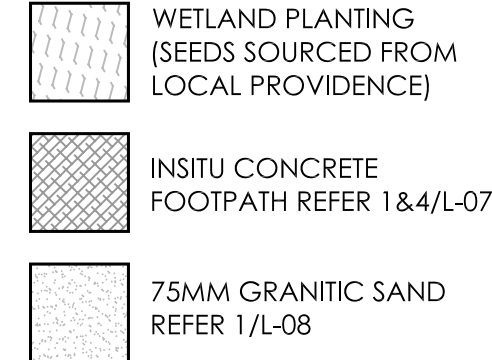 WETLAND PLANTING
(SEEDS SOURCED FROM
LOCAL PROVIDENCE)
INSITU CONCRETE
FOOTPATH REFER 1&4/L-07
75MM GRANITIC SAND
REFER 1/L-08